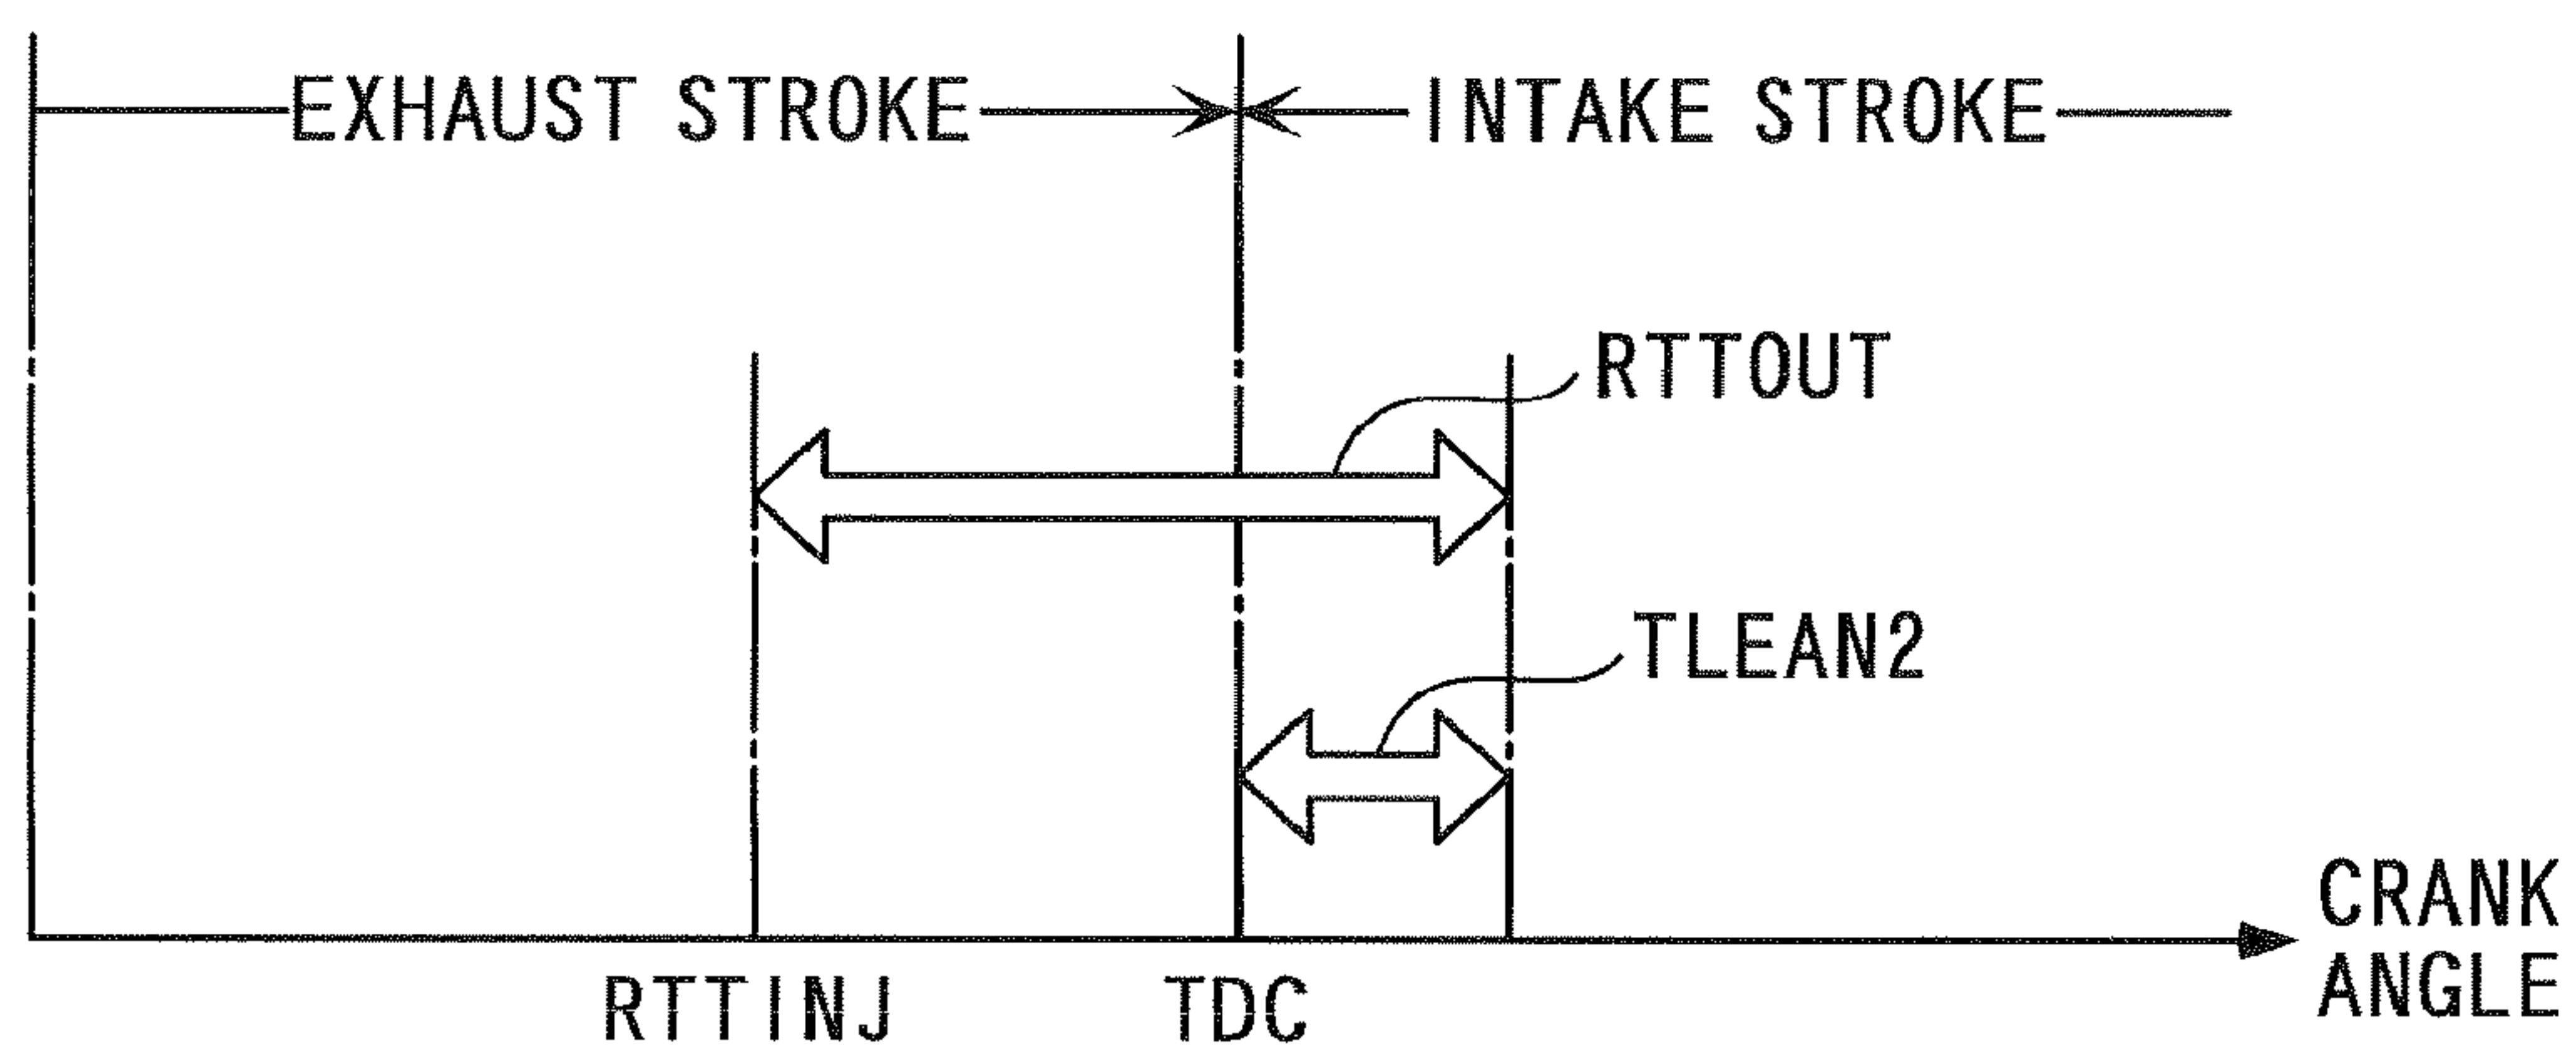 EXHAUST STROKE
INTAKE STROKE
RTTOUT
TLEAN2
CRANK
ANGLE
RTTINJ
TDC